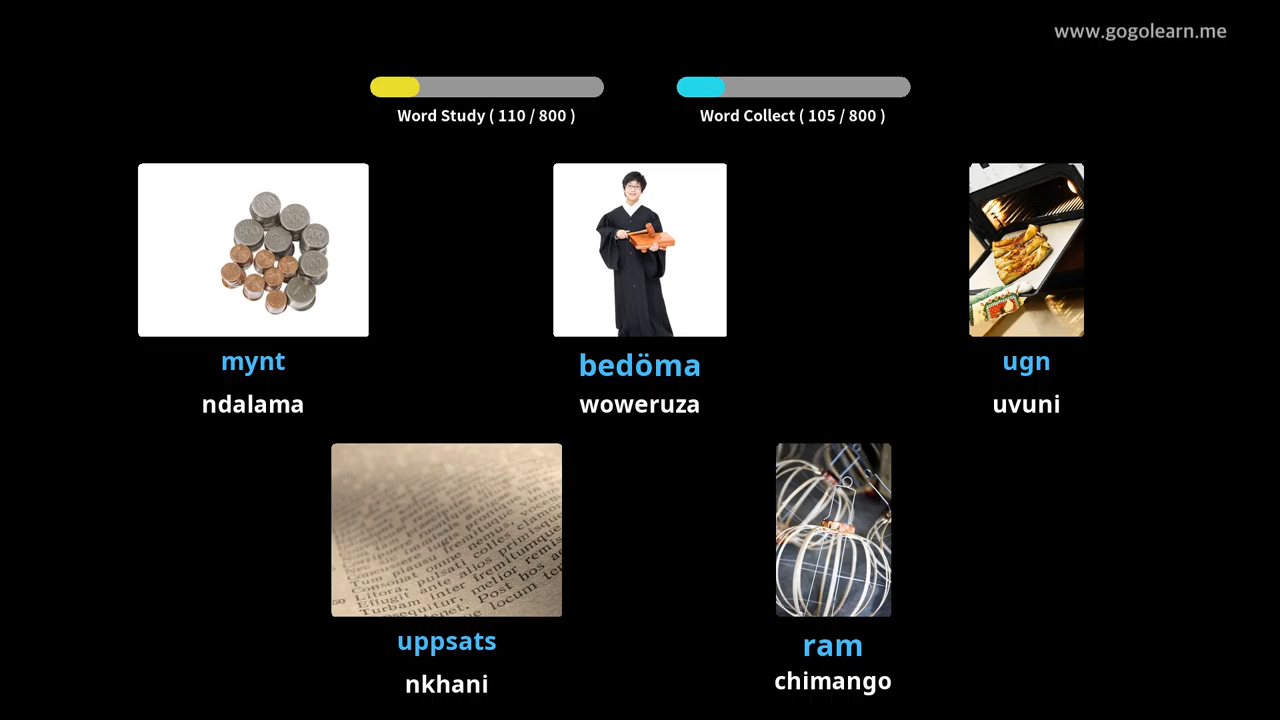 www.gogolearn.me
Word Study ( 110 / 800 )
Word Collect ( 105 / 800 )
mynt
ndalama
bedöma
woweruza
ugn
uvuni
uppsats
nkhani
ram
chimango